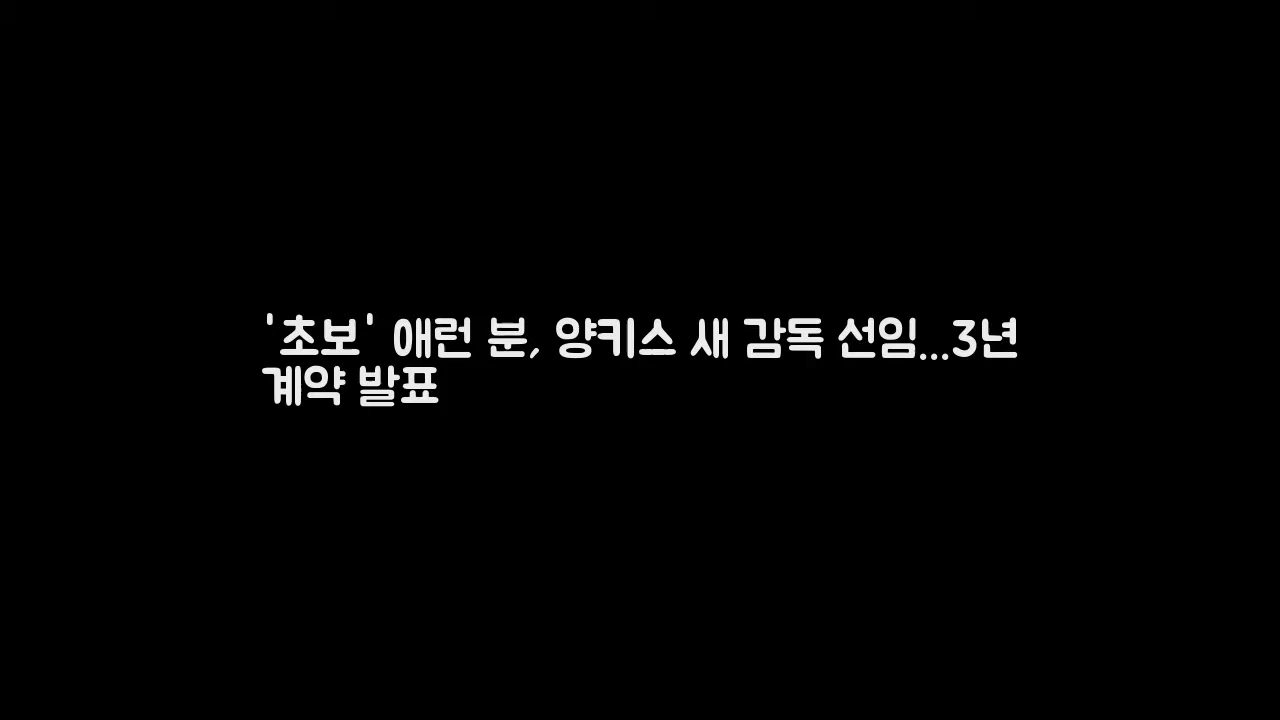 '초보' 애런 분, 양키스 새 감독 선임...3년
계약 발표